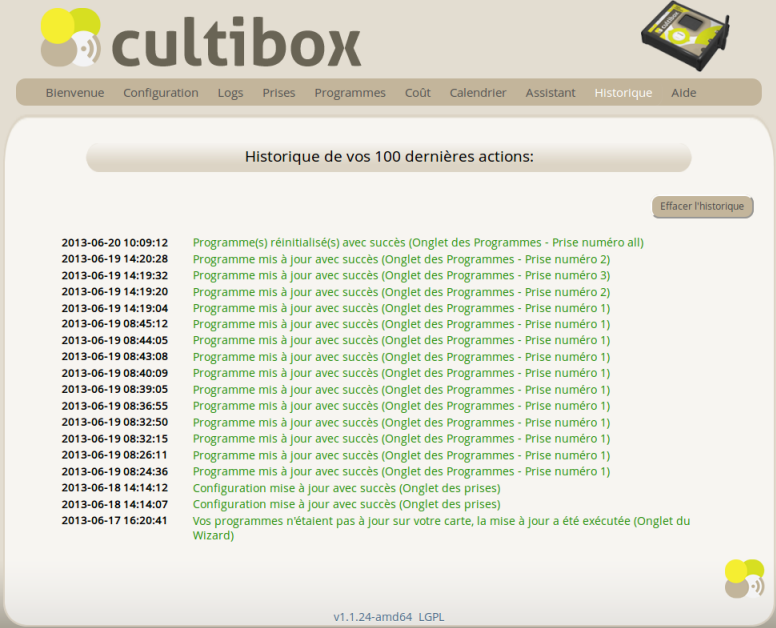 cultibox
cultibox
Bienvenue Configuration Logs Prises Programmes Coût Calendrier Assistant Historique Aide
Historique de vos 100 dernières actions:
Effacer l'historique
2013-06-20 10:09:12 Programme(s) réinitialisé(s) avec succès (Onglet des Programmes - Prise numéro all)
2013-06-19 14:20:28 Programme mis à jour avec succès (Onglet des Programmes - Prise numéro 2)
2013-06-19 14:19:32 Programme mis à jour avec succès (Onglet des Programmes - Prise numéro 3)
2013-06-19 14:19:20 Programme mis à jour avec succès (Onglet des Programmes - Prise numéro 2)
2013-06-19 14:19:04 Programme mis à jour avec succès (Onglet des Programmes - Prise numéro 1)
2013-06-19 08:45:12 Programme mis à jour avec succès (Onglet des Programmes - Prise numéro 1)
2013-06-19 08:44:05 Programme mis à jour avec succès (Onglet des Programmes - Prise numéro 1)
2013-06-19 08:43:08 Programme mis à jour avec succès (Onglet des Programmes - Prise numéro 1)
2013-06-19 08:40:09 Programme mis à jour avec succès (Onglet des Programmes - Prise numéro 1)
2013-06-19 08:39:05 Programme mis à jour avec succès (Onglet des Programmes - Prise numéro 1)
2013-06-19 08:36:55 Programme mis à jour avec succès (Onglet des Programmes - Prise numéro 1)
2013-06-19 08:32:50 Programme mis à jour avec succès (Onglet des Programmes - Prise numéro 1)
2013-06-19 08:32:15 Programme mis à jour avec succès (Onglet des Programmes - Prise numéro 1)
2013-06-19 08:26:11 Programme mis à jour avec succès (Onglet des Programmes - Prise numéro 1)
2013-06-19 08:24:36 Programme mis à jour avec succès (Onglet des Programmes - Prise numéro 1)
2013-06-18 14:14:12 Configuration mise à jour avec succès (Onglet des prises)
2013-06-18 14:14:07 Configuration mise à jour avec succès (Onglet des prises)
2013-06-17 16:20:41 Vos programmes n'étaient pas à jour sur votre carte, la mise à jour a été exécutée (Onglet du
Wizard)
v1.1.24-amd64 LGPL